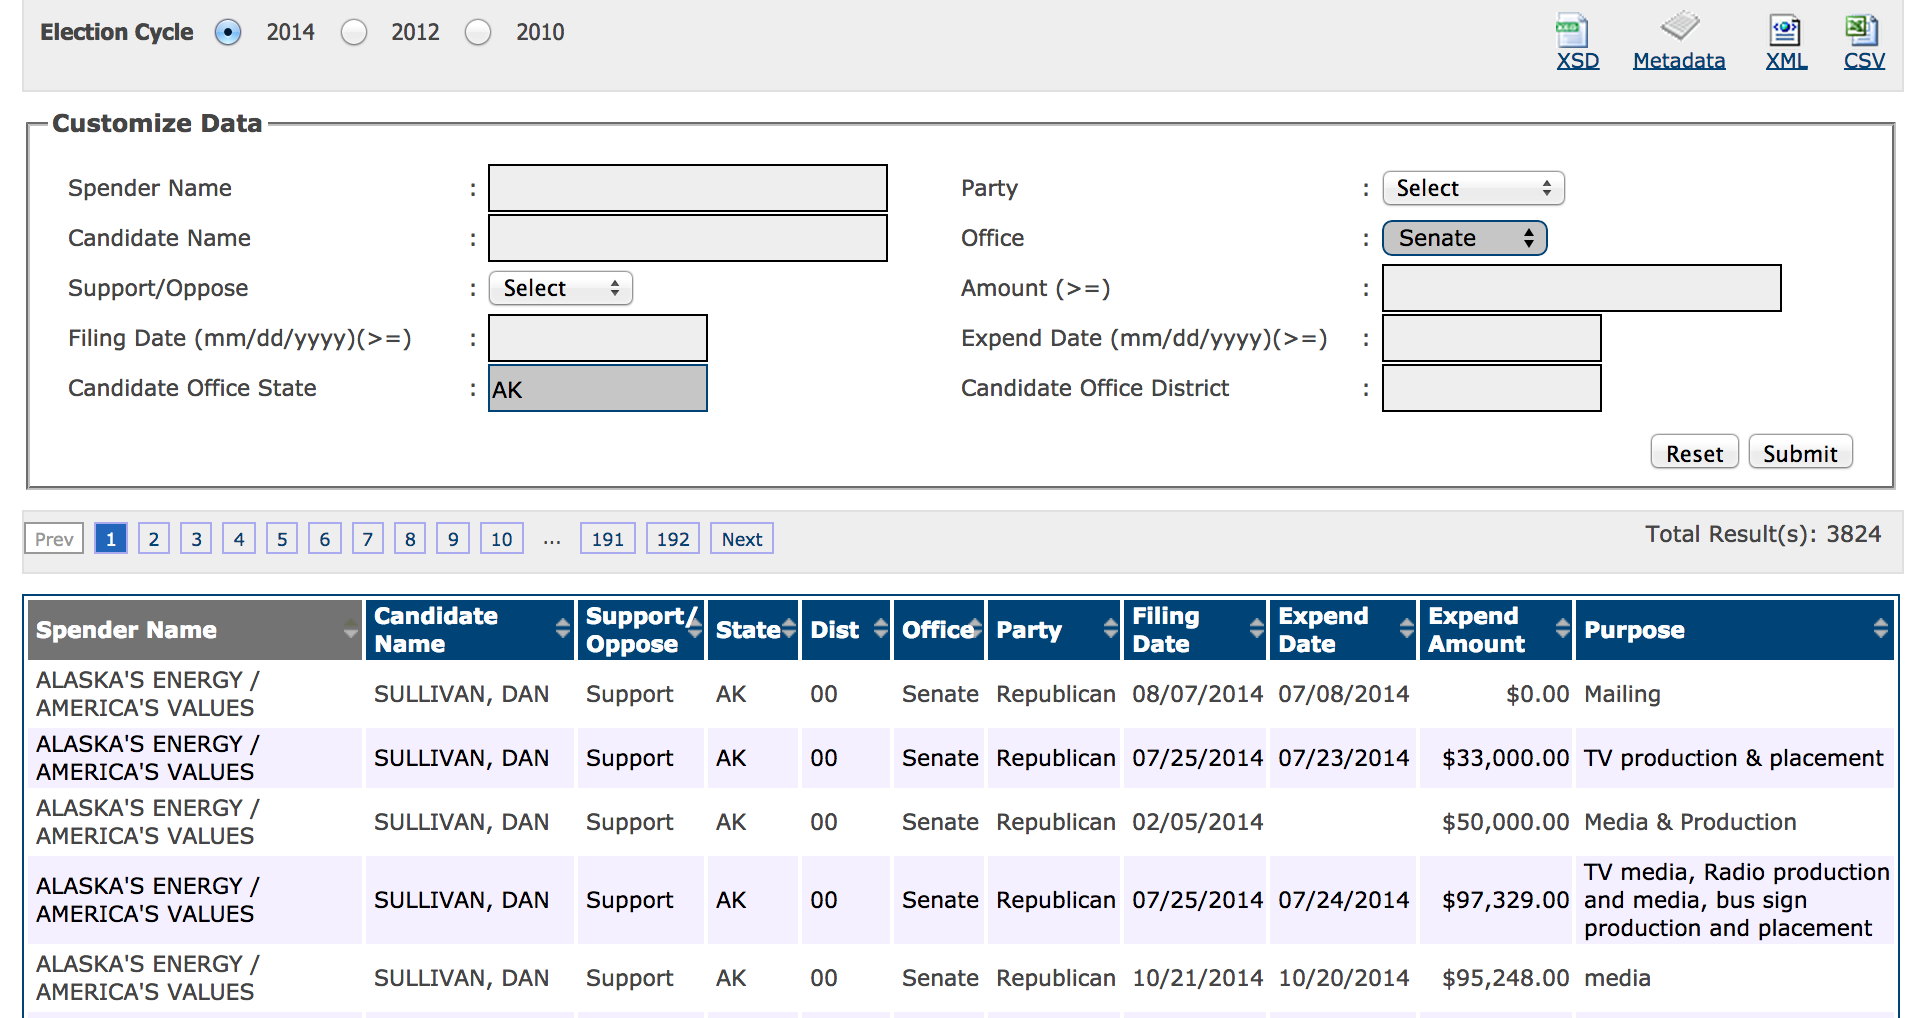 Election Cycle 2014 2012 2010
XSD Metadata XML CSV
Customize Data
Spender Name : Party : Select
Candidate Name : Office : Senate
Support/Oppose : Select Amount (>=) :
Filing Date (mm/dd/yyyy)(>=) : Expend Date (mm/dd/yyyy)(>=) :
Candidate Office State : AK Candidate Office District :
Reset Submit
Prev 1 2 3 4 5 6 7 8 9 10 ... 191 192 Next Total Result(s): 3824
Spender Name Candidate Name Support/ Oppose State Dist Office Party Filing Date Expend Date Expend Amount Purpose
ALASKA'S ENERGY / AMERICA'S VALUES SULLIVAN, DAN Support AK 00 Senate Republican 08/07/2014 07/08/2014 $0.00 Mailing
ALASKA'S ENERGY / AMERICA'S VALUES SULLIVAN, DAN Support AK 00 Senate Republican 07/25/2014 07/23/2014 $33,000.00 TV production & placement
ALASKA'S ENERGY / AMERICA'S VALUES SULLIVAN, DAN Support AK 00 Senate Republican 02/05/2014 $50,000.00 Media & Production
ALASKA'S ENERGY / AMERICA'S VALUES SULLIVAN, DAN Support AK 00 Senate Republican 07/25/2014 07/24/2014 $97,329.00 TV media, Radio production and media, bus sign production and placement
ALASKA'S ENERGY / AMERICA'S VALUES SULLIVAN, DAN Support AK 00 Senate Republican 10/21/2014 10/20/2014 $95,248.00 media